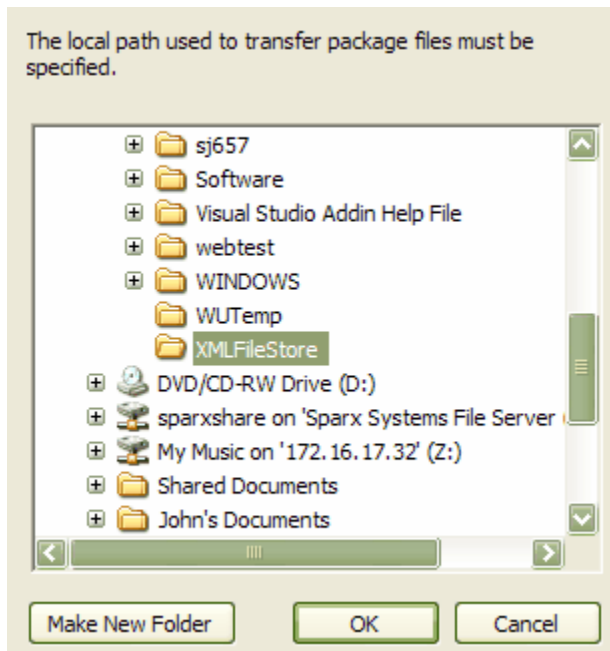 The local path used to transfer package files must be
specified.
sj657
Software
Visual Studio Addin Help File
webtest
WINDOWS
WUTemp
XMLFileStore
DVD/CD-RW Drive (D:)
sparxshare on 'Sparx Systems File Server (
My Music on '172.16.17.32' (Z:)
Shared Documents
John's Documents
Make New Folder
OK
Cancel